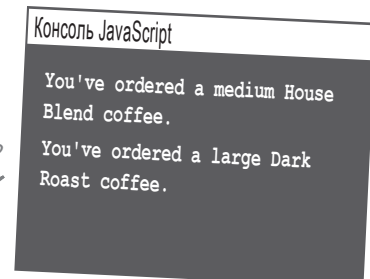 Консоль JavaScript
You've ordered a medium House
Blend coffee.
You've ordered a large Dark
Roast coffee.